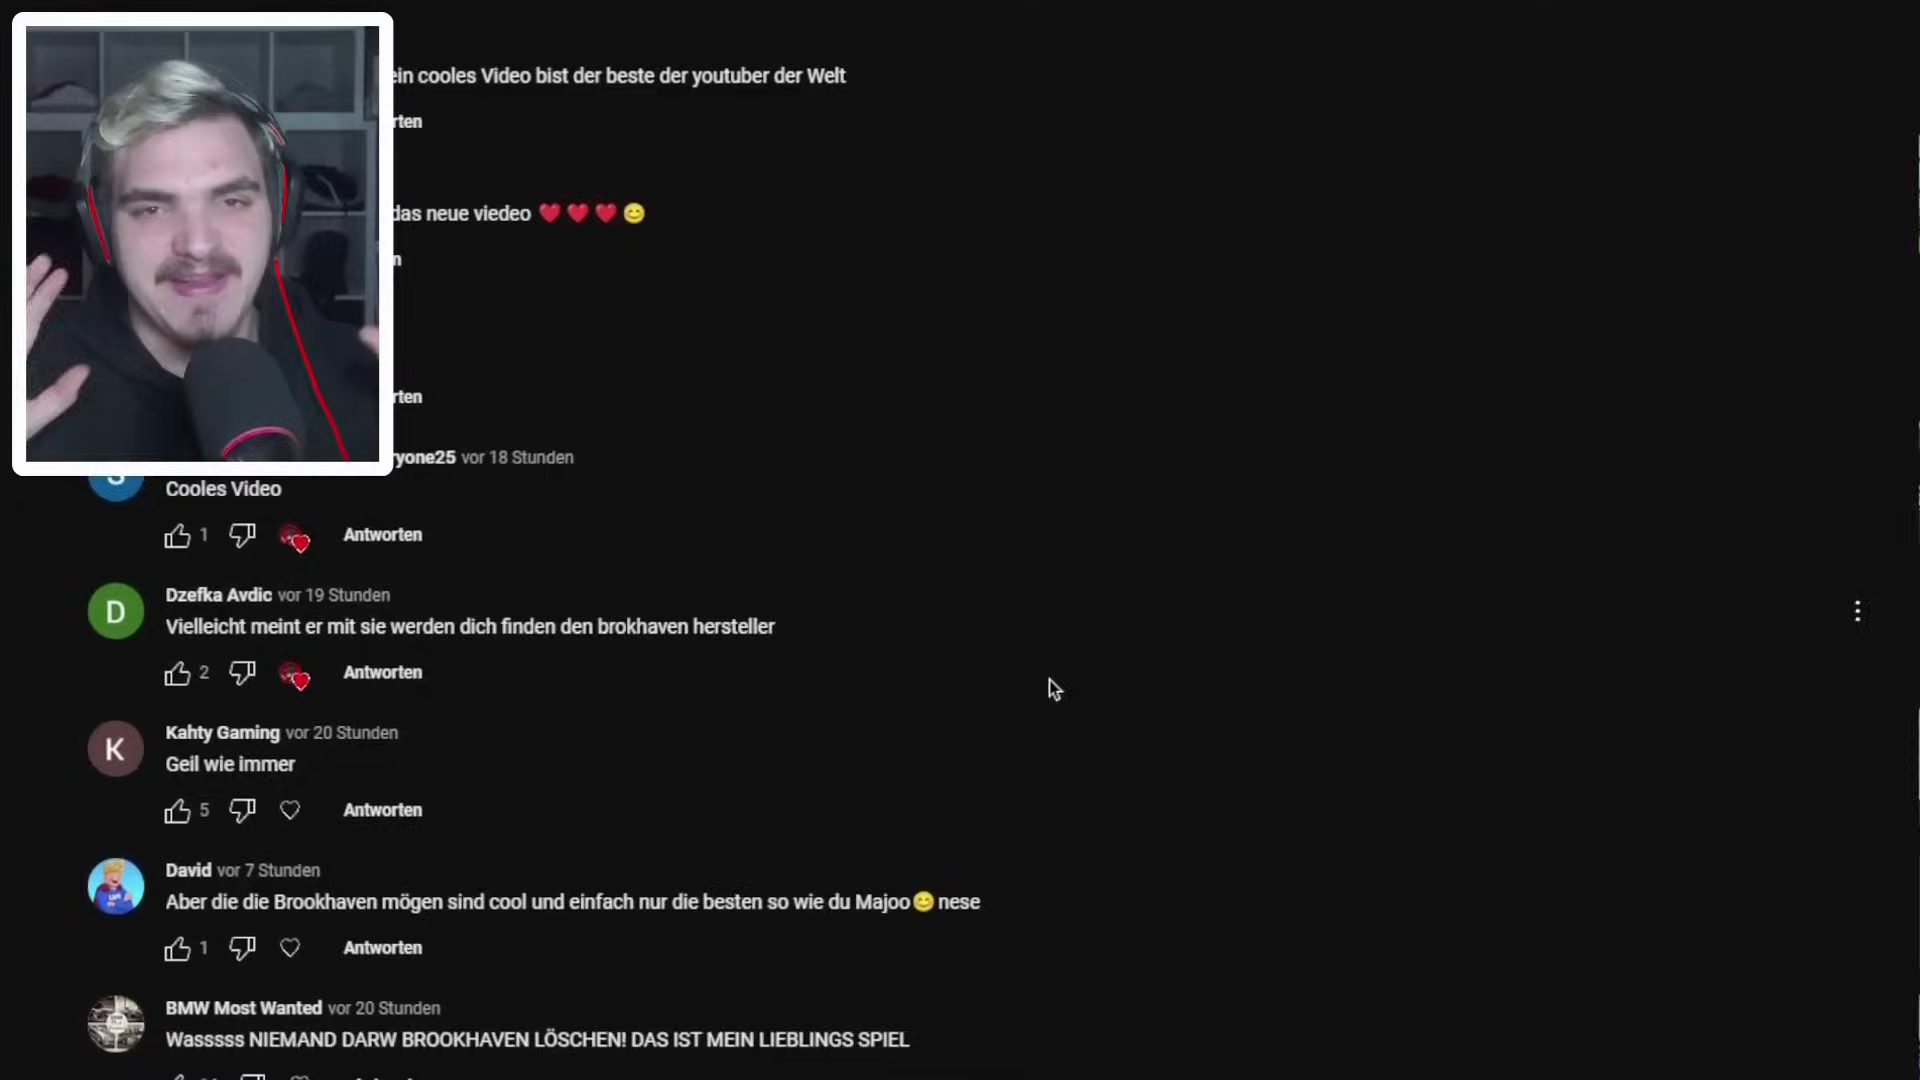 ein cooles Video bist der beste der youtuber der Welt
das neue viedeo ❤️❤️❤️😊
vor 18 Stunden
Cooles Video
1 Antworten
Dzefka Avdic vor 19 Stunden
Vielleicht meint er mit sie werden dich finden den brokhaven hersteller
2 Antworten
Kahty Gaming vor 20 Stunden
Geil wie immer
5 Antworten
David vor 7 Stunden
Aber die die Brookhaven mögen sind cool und einfach nur die besten so wie du Majoo😊nese
1 Antworten
BMW Most Wanted vor 20 Stunden
Wasssss NIEMAND DARW BROOKHAVEN LÖSCHEN! DAS IST MEIN LIEBLINGS SPIEL